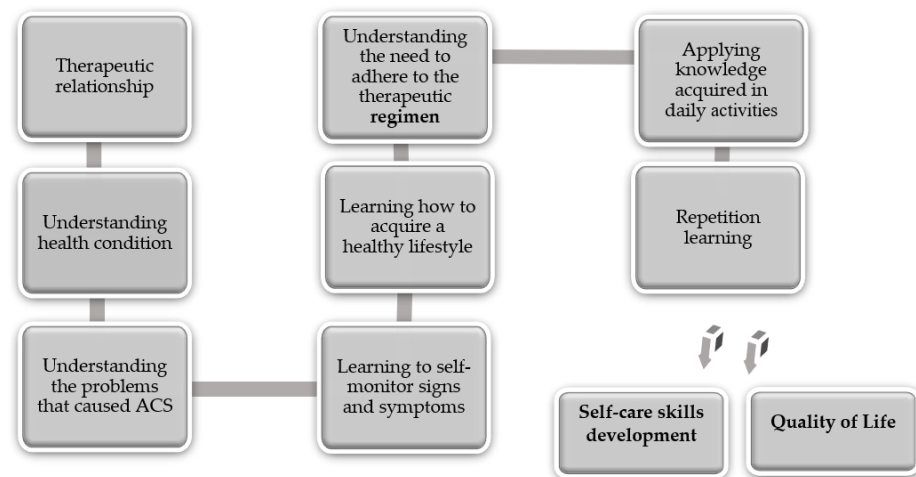 Therapeutic
relationship
Understanding
health condition
Understanding
the problems
that caused ACS
Learning to self-
monitor signs
and symptoms
Learning how to
acquire a
healthy lifestyle
Understanding
the need to
adhere to the
therapeutic
regimen
Applying
knowledge
acquired in
daily activities
Repetition
learning
Self-care skills
development
Quality of Life